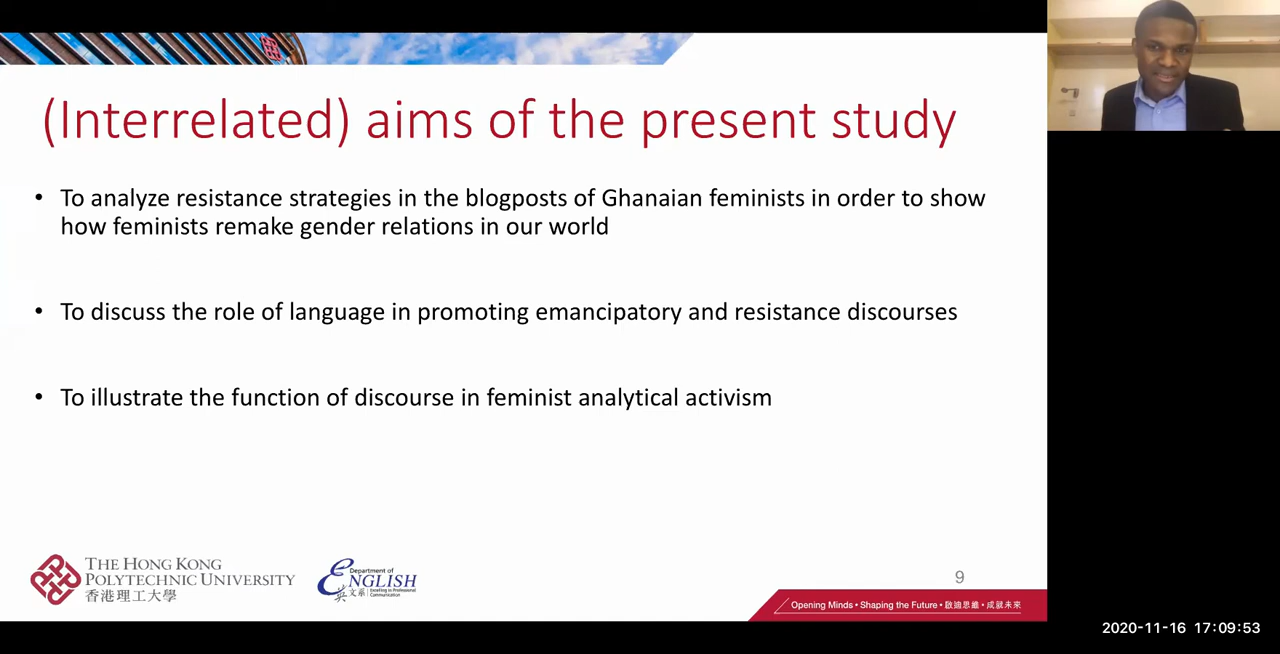 (Interrelated) aims of the present study
• To analyze resistance strategies in the blogposts of Ghanaian feminists in order to show
how feminists remake gender relations in our world
• To discuss the role of language in promoting emancipatory and resistance discourses
• To illustrate the function of discourse in feminist analytical activism
THE HONG KONG
POLYTECHNIC UNIVERSITY
香港理工大學
Department of
ENGLISH
英文系 Excelling in Professional
Communication
9
Opening Minds • Shaping the Future • 啟迪思維 • 成就未來
2020-11-16 17:09:53